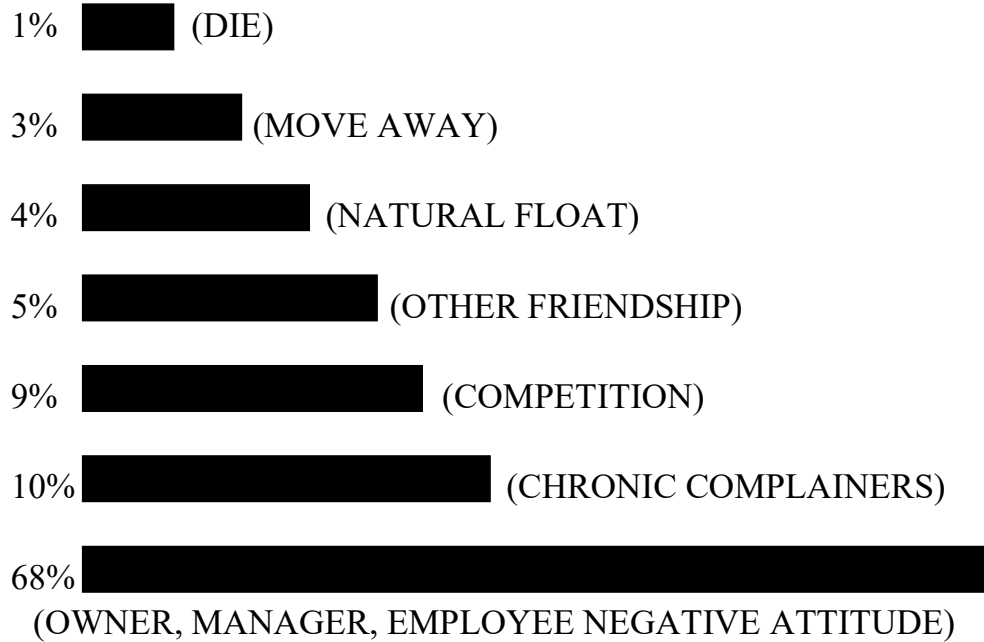 1% (DIE)
3% (MOVE AWAY)
4% (NATURAL FLOAT)
5% (OTHER FRIENDSHIP)
9% (COMPETITION)
10% (CHRONIC COMPLAINERS)
68%
(OWNER, MANAGER, EMPLOYEE NEGATIVE ATTITUDE)